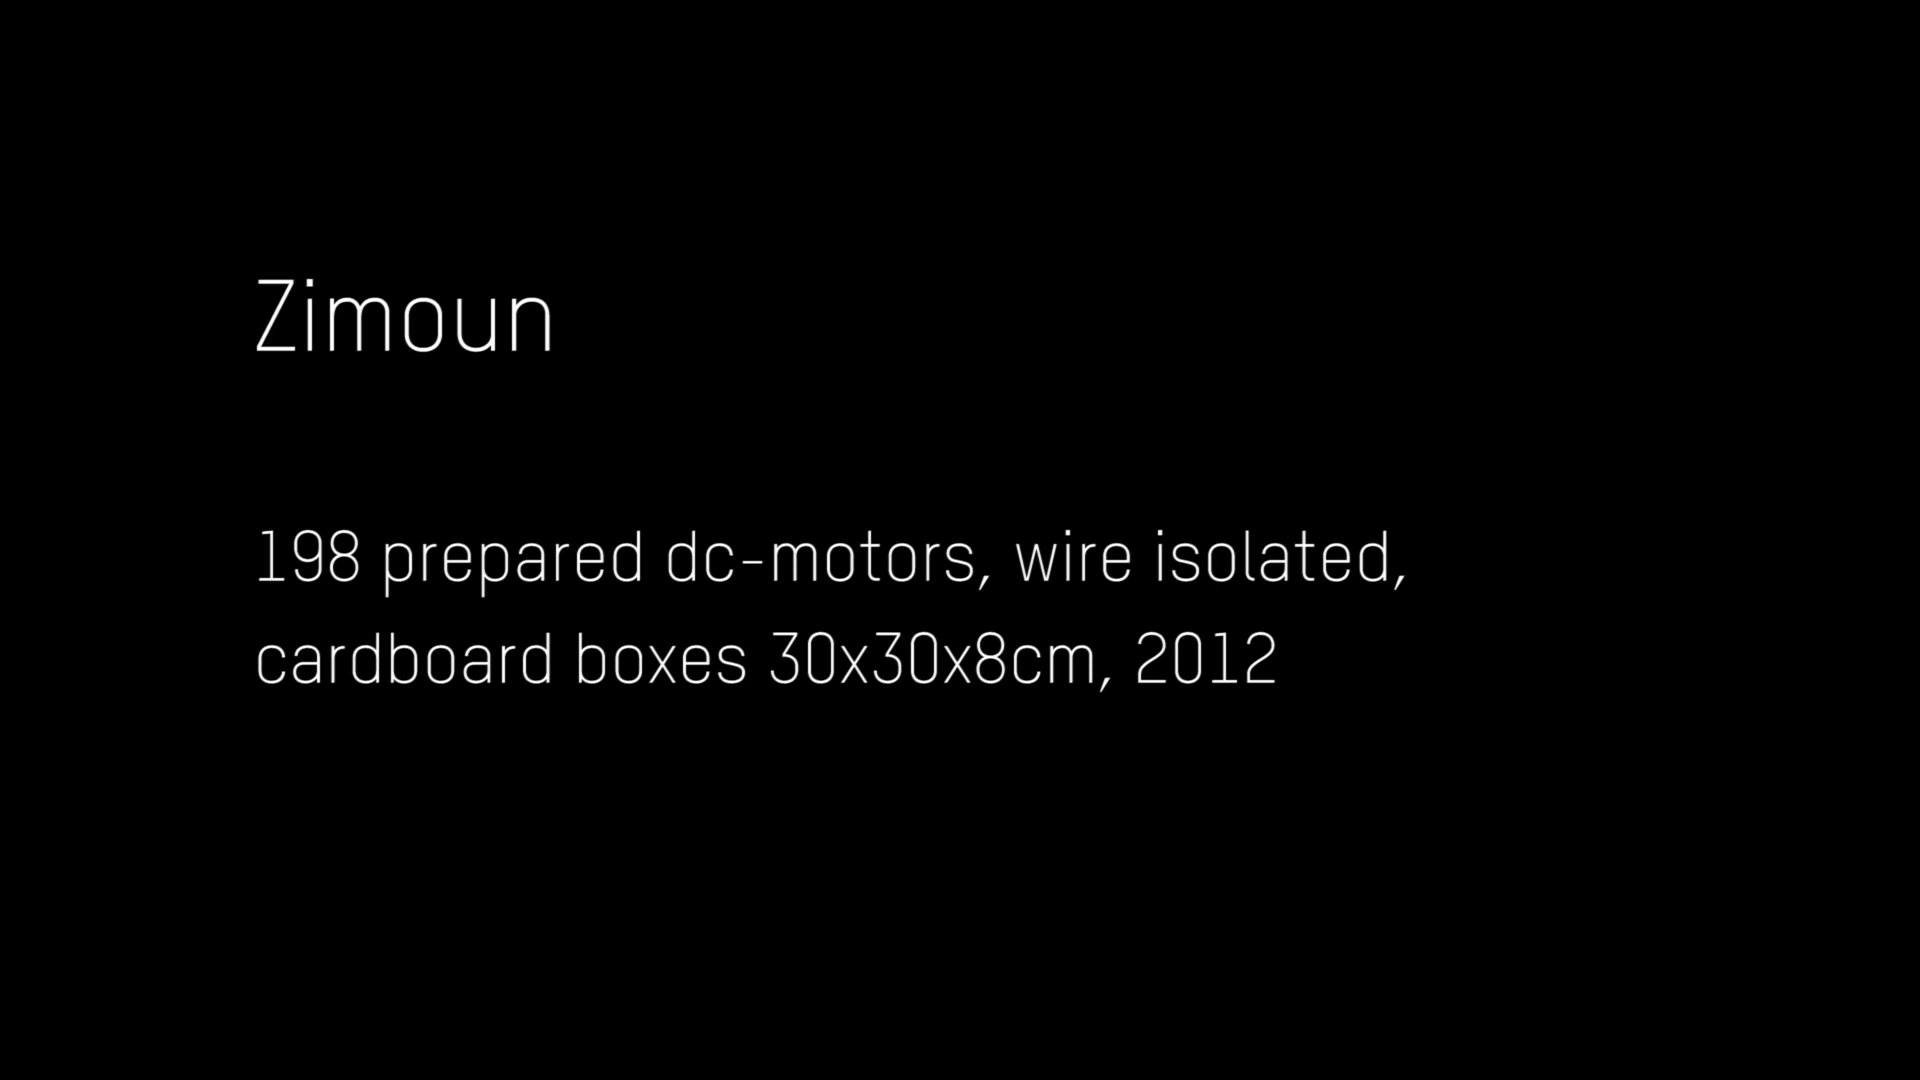 Zimoun
198 prepared dc-motors, wire isolated,
cardboard boxes 30x30x8cm, 2012